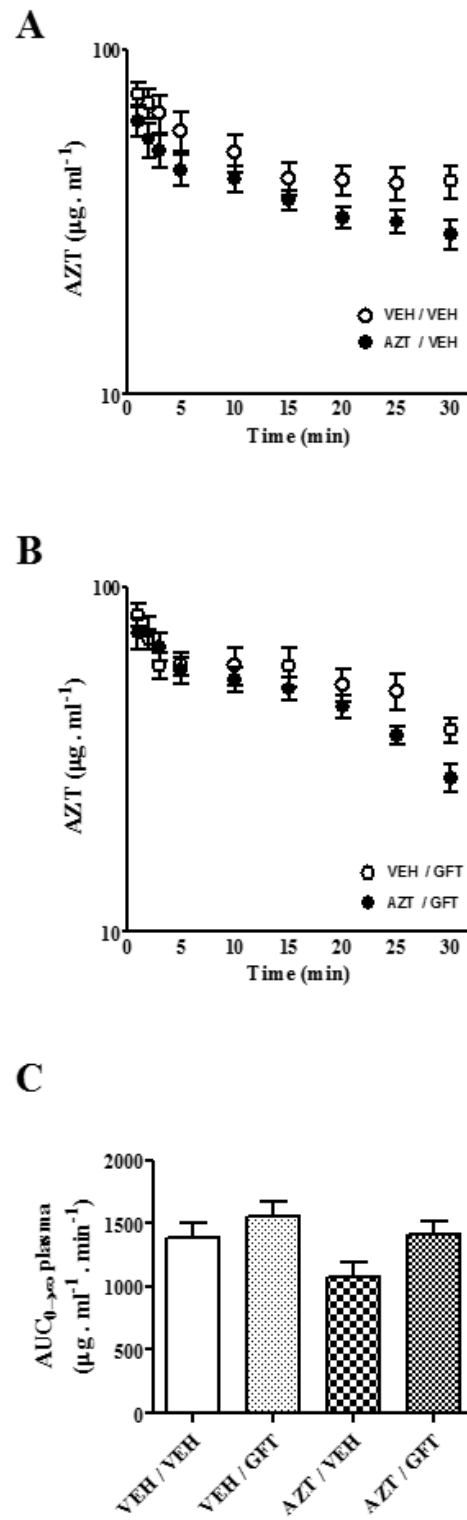 A
100
AZT (µg . ml⁻¹)
VEH / VEH
AZT / VEH
10
0 5 10 15 20 25 30
Time (min)
B
100
AZT (µg . ml⁻¹)
VEH / GFT
AZT / GFT
10
0 5 10 15 20 25 30
Time (min)
C
AUC₀→∞ plasma
(µg . ml⁻¹ . min⁻¹)
2000
1500
1000
500
0
VEH / VEH
VEH / GFT
AZT / VEH
AZT / GFT